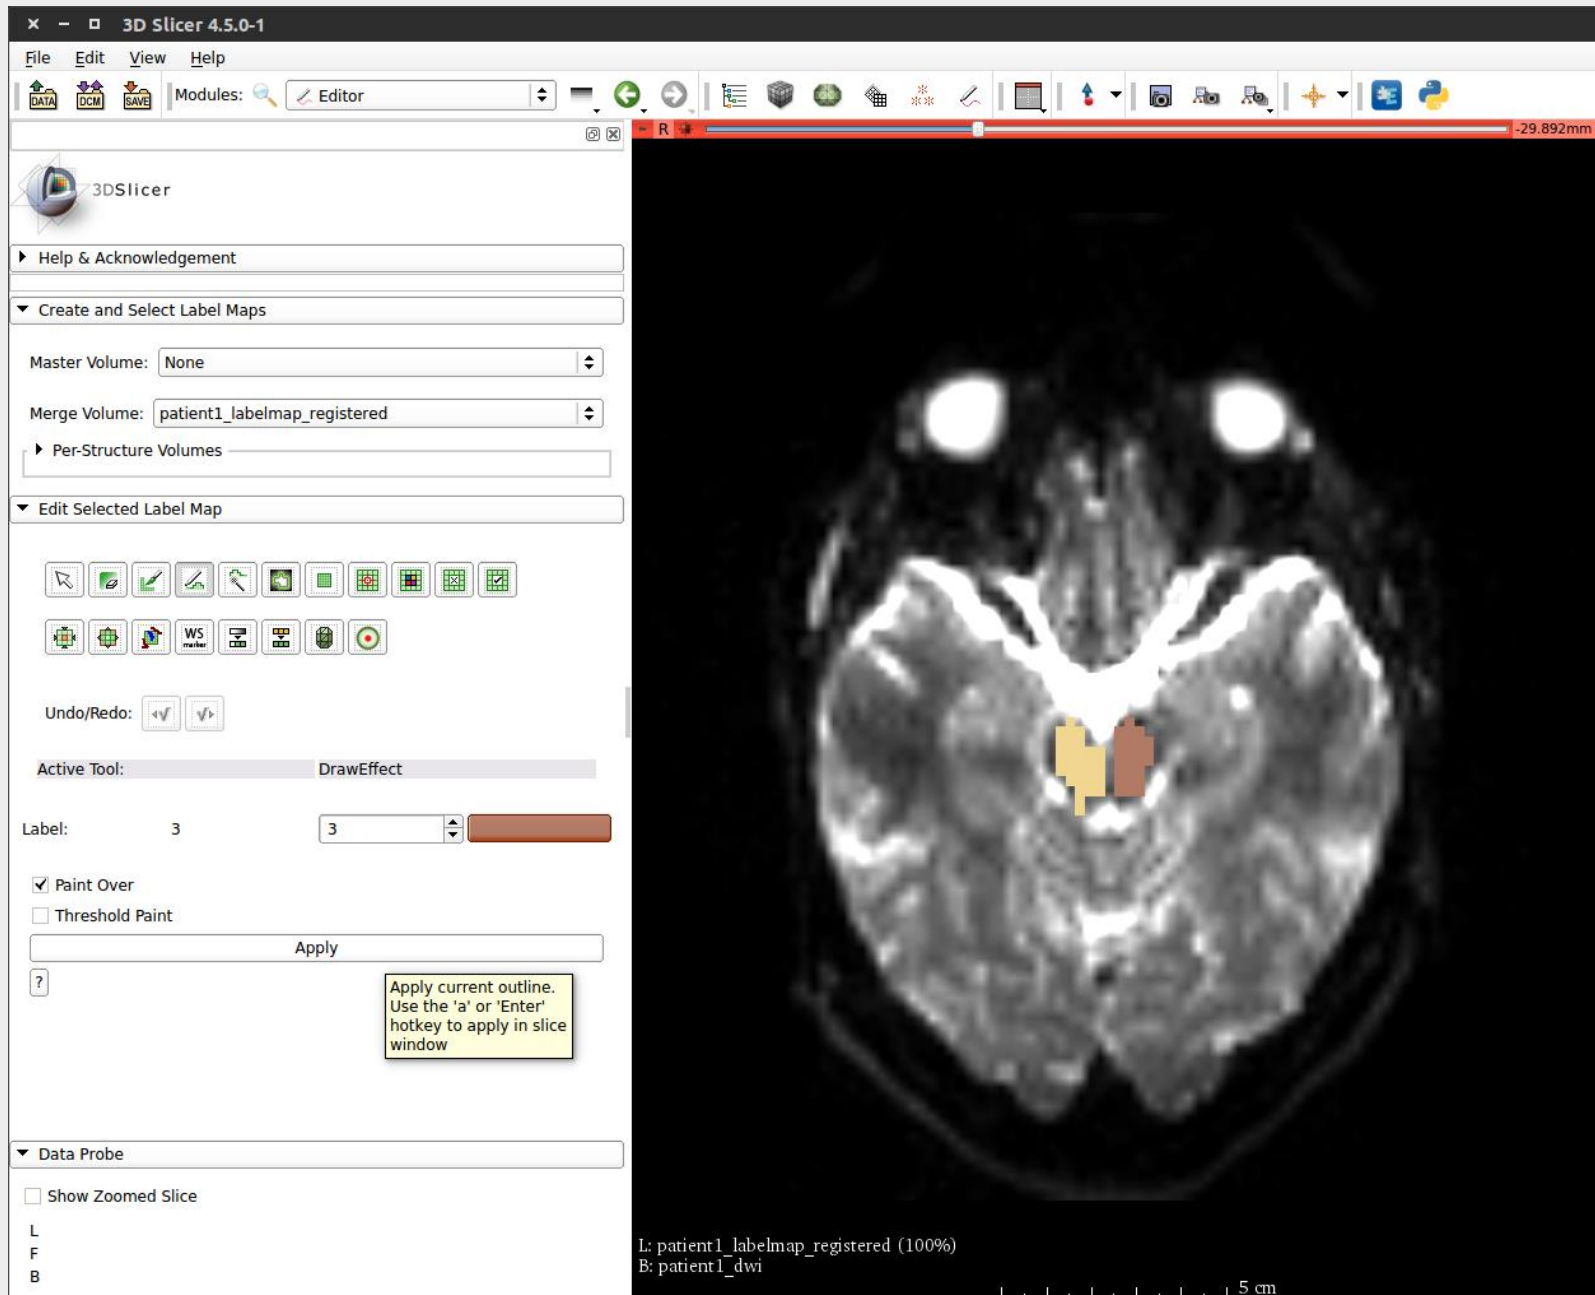 3D Slicer 4.5.0-1
File Edit View Help
DATA DCM SAVE Modules: Editor
R -29.892mm
3DSlicer
Help & Acknowledgement
Create and Select Label Maps
Master Volume: None
Merge Volume: patient1_labelmap_registered
Per-Structure Volumes
Edit Selected Label Map
WS
marker
Undo/Redo:
Active Tool: DrawEffect
Label: 3 3
Paint Over
Threshold Paint
Apply
?
Apply current outline.
Use the 'a' or 'Enter'
hotkey to apply in slice
window
Data Probe
Show Zoomed Slice
L
F
B
L: patient1_labelmap_registered (100%)
B: patient1_dwi
5 cm